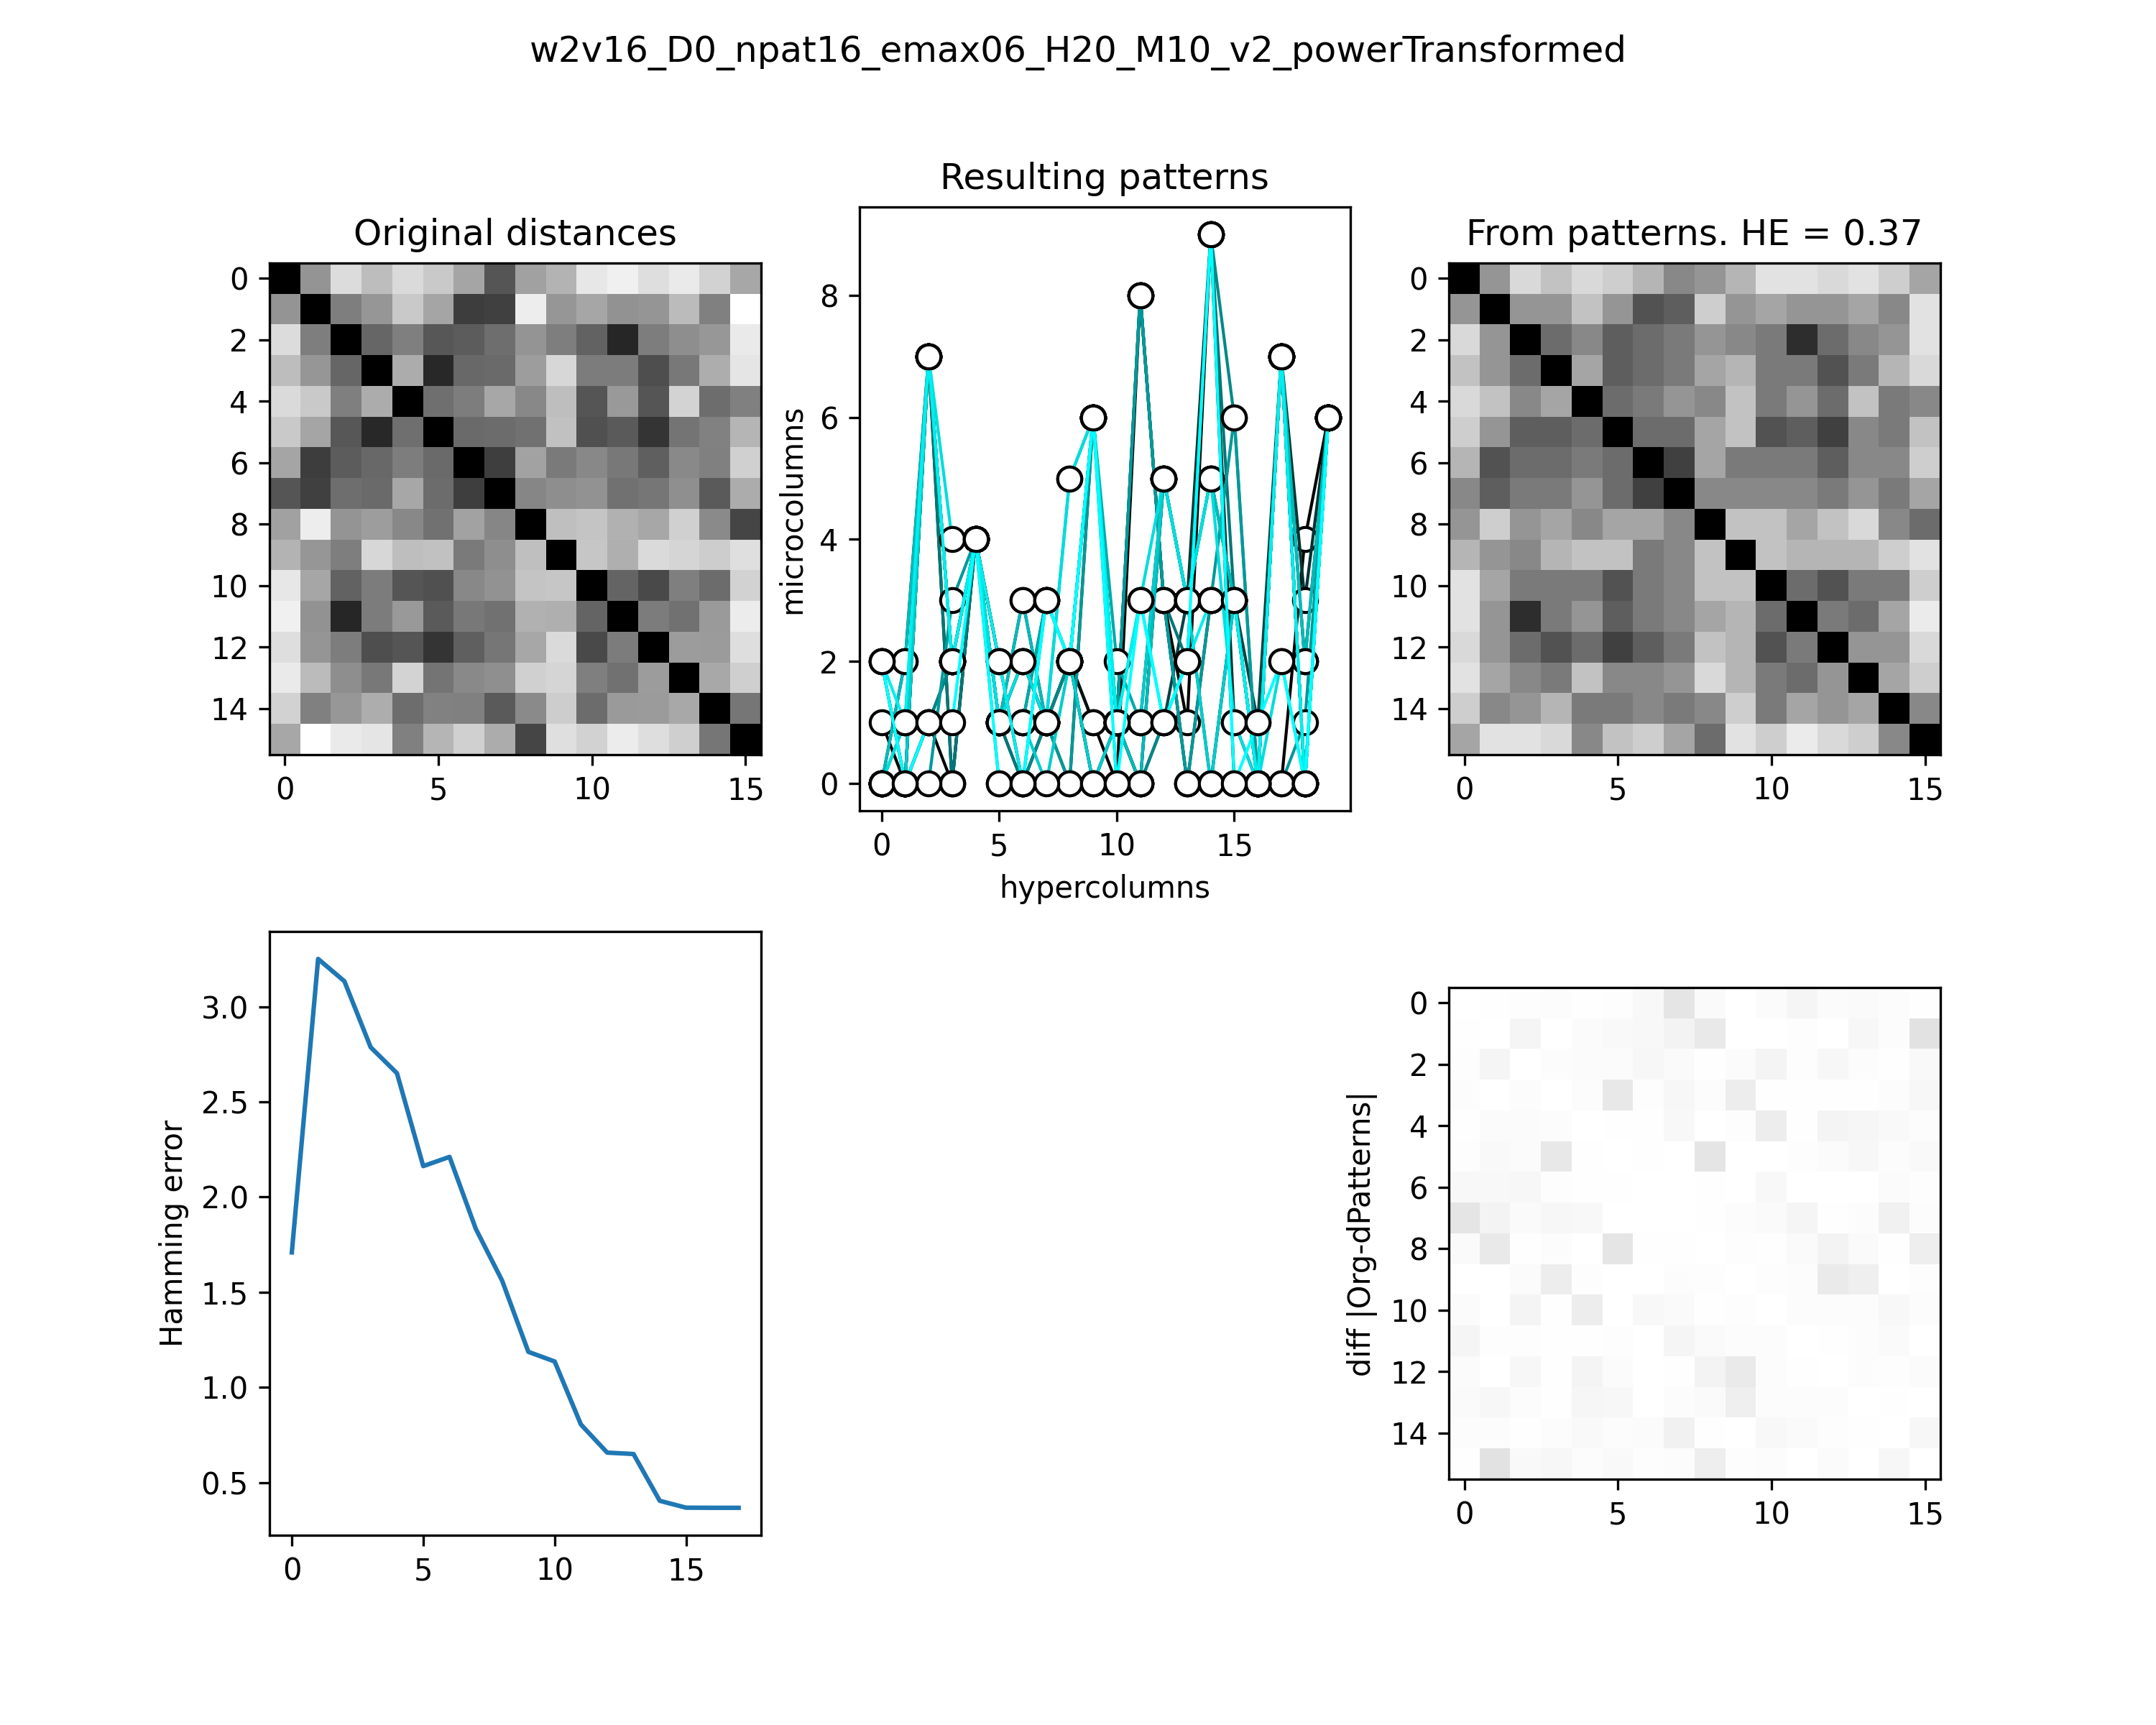 w2v16_D0_npat16_emax06_H20_M10_v2_powerTransformed
Original distances
0
2
4
6
8
10
12
14
0 5 10 15
Resulting patterns
microcolumns
8
6
4
2
0
0 5 10 15
hypercolumns
From patterns. HE = 0.37
0
2
4
6
8
10
12
14
0 5 10 15
Hamming error
3.0
2.5
2.0
1.5
1.0
0.5
0 5 10 15
diff |Org-dPatterns|
0
2
4
6
8
10
12
14
0 5 10 15